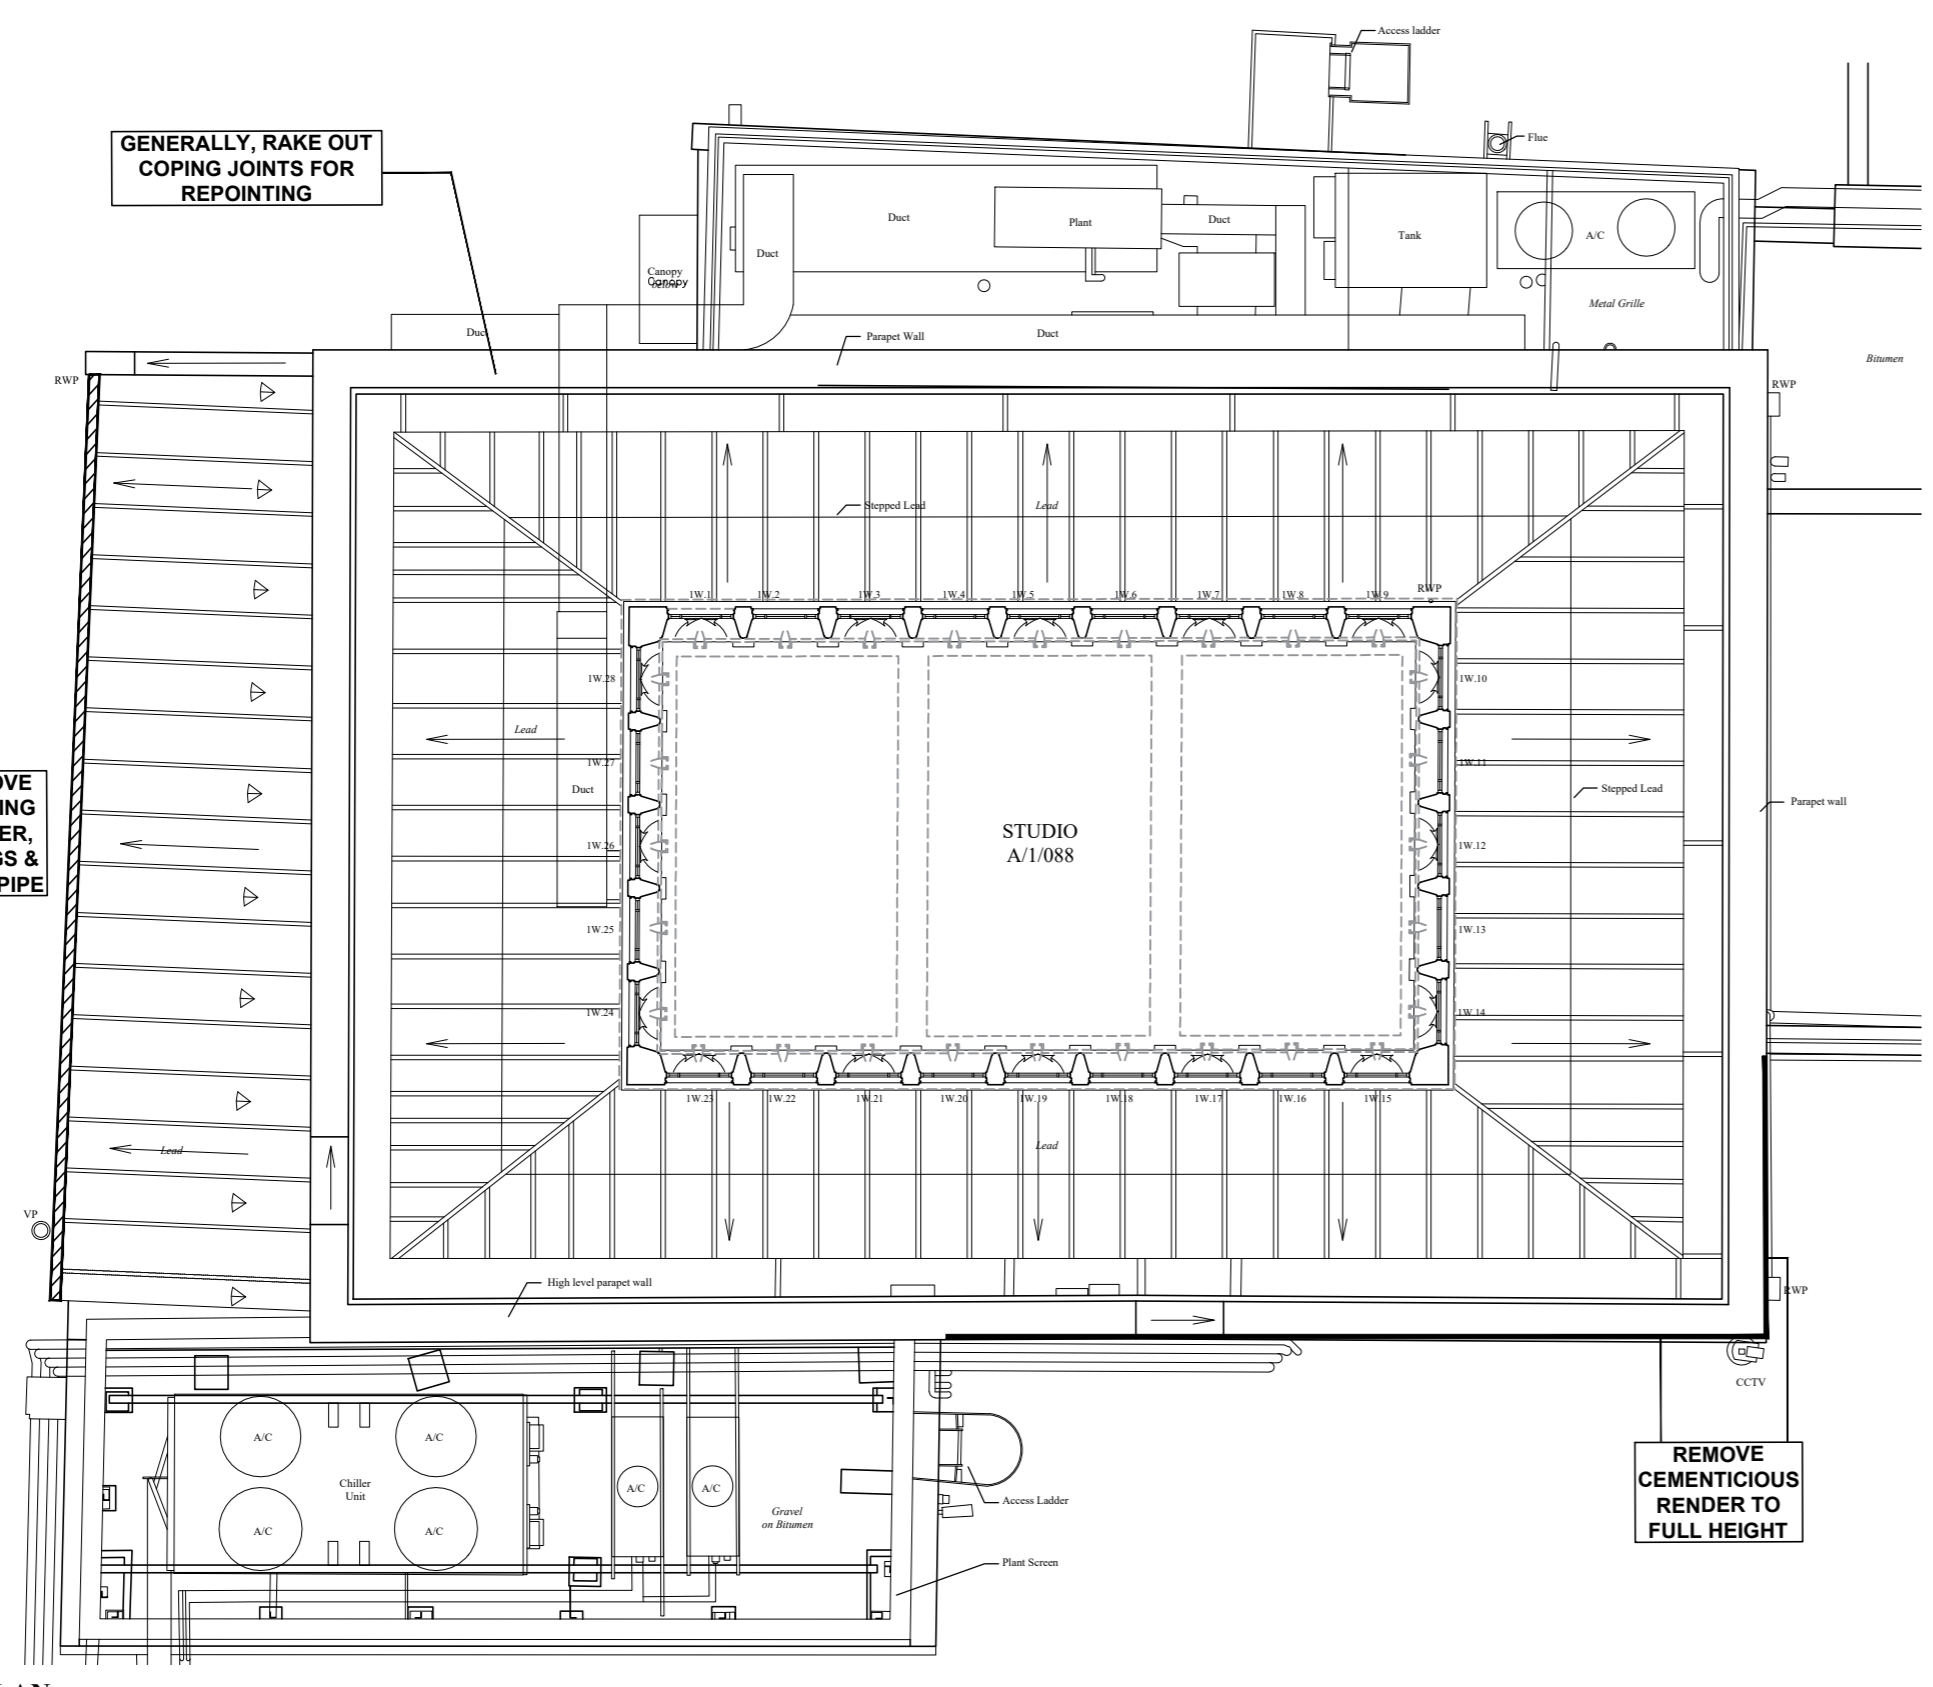 Access ladder
Flue
GENERALLY, RAKE OUT
COPING JOINTS FOR
REPOINTING
Duct
Plant
Duct
Tank
A/C
Duct
Canopy
below
Canopy
Metal Grille
Duct
Parapet Wall
Duct
Bitumen
RWP
RWP
Stepped Lead
Lead
RWP
1W.1
1W.2
1W.3
1W.4
1W.5
1W.6
1W.7
1W.8
1W.9
1W.28
1W.10
Lead
1W.27
1W.11
OVE
ING
ER,
GS &
PIPE
Duct
Stepped Lead
Parapet wall
STUDIO
A/1/088
1W.26
1W.12
1W.25
1W.13
1W.24
1W.14
1W.23
1W.22
1W.21
1W.20
1W.19
1W.18
1W.17
1W.16
1W.15
Lead
Lead
VP
High level parapet wall
RWP
CCTV
A/C
A/C
Chiller
Unit
A/C
A/C
A/C
A/C
Gravel
on Bitumen
Access Ladder
REMOVE
CEMENTICIOUS
RENDER TO
FULL HEIGHT
Plant Screen